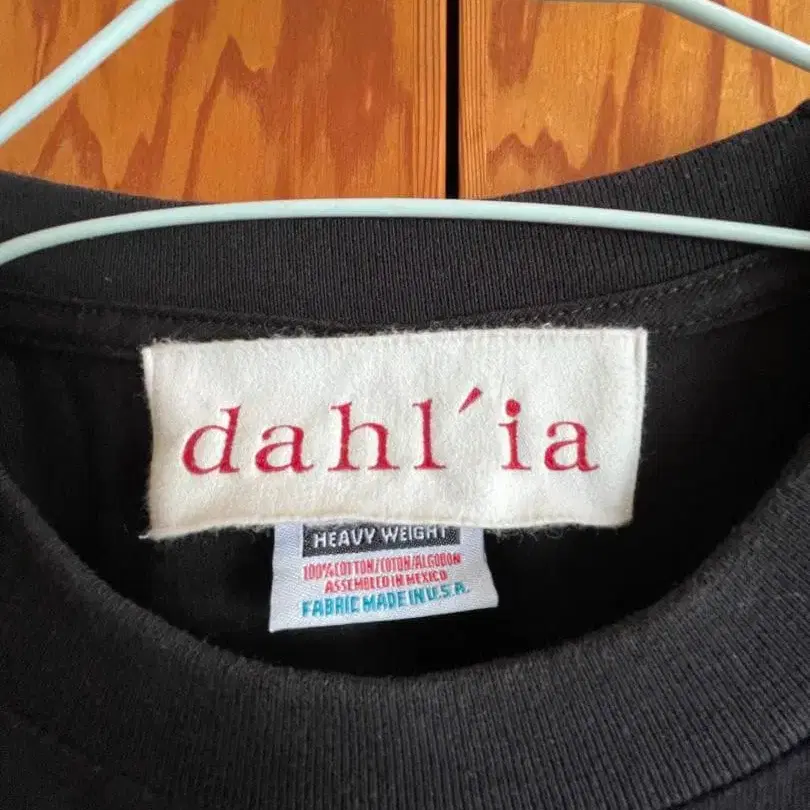 dahl´ia
HEAVY WEIGHT
100%COTTON/COTON/ALGODON
ASSEMBLED IN MEXICO
FABRIC MADE IN U.S.A.